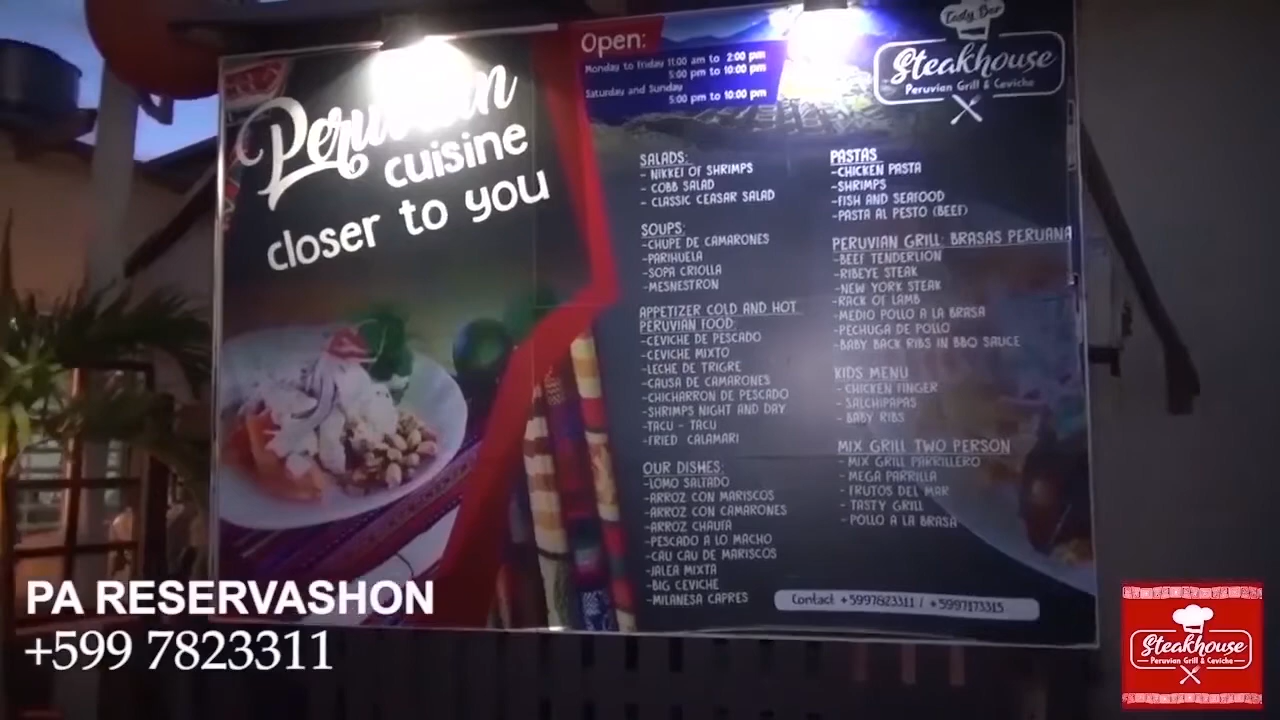 Peruvian
cuisine
closer to you
Open:
Monday to Friday 11:00 am to 2:00 pm
5:00 pm to 10:00 pm
Saturday and Sunday
5:00 pm to 10:00 pm
Tasty Bar
Steakhouse
Peruvian Grill & Ceviche
SALADS:
- NIKKEI OF SHRIMPS
- COBB SALAD
- CLASSIC CEASAR SALAD
SOUPS:
-CHUPE DE CAMARONES
-PARIHUELA
-SOPA CRIOLLA
-MESNESTRON
APPETIZER COLD AND HOT
PERUVIAN FOOD:
-CEVICHE DE PESCADO
-CEVICHE MIXTO
-LECHE DE TRIGRE
-CAUSA DE CAMARONES
-CHICHARRON DE PESCADO
-SHRIMPS NIGHT AND DAY
-TACU - TACU
-FRIED CALAMARI
OUR DISHES:
-LOMO SALTADO
-ARROZ CON MARISCOS
-ARROZ CON CAMARONES
-ARROZ CHAUFA
-PESCADO A LO MACHO
-CAU CAU DE MARISCOS
-JALEA MIXTA
-BIG CEVICHE
-MILANESA CAPRES
PASTAS
-CHICKEN PASTA
-SHRIMPS
-FISH AND SEAFOOD
-PASTA AL PESTO (BEEF)
PERUVIAN GRILL: BRASAS PERUANA
-BEEF TENDERLION
-RIBEYE STEAK
-NEW YORK STEAK
-RACK OF LAMB
-MEDIO POLLO A LA BRASA
-PECHUGA DE POLLO
-BABY BACK RIBS IN BBQ SAUCE
KIDS MENU
- CHICKEN FINGER
- SALCHIPAPAS
- BABY RIBS
MIX GRILL TWO PERSON
- MIX GRILL PARRILLERO
- MEGA PARRILLA
- FRUTOS DEL MAR
- TASTY GRILL
- POLLO A LA BRASA
Contact +5997823311 / +5997173315
PA RESERVASHON
+599 7823311
Steakhouse
Peruvian Grill & Ceviche